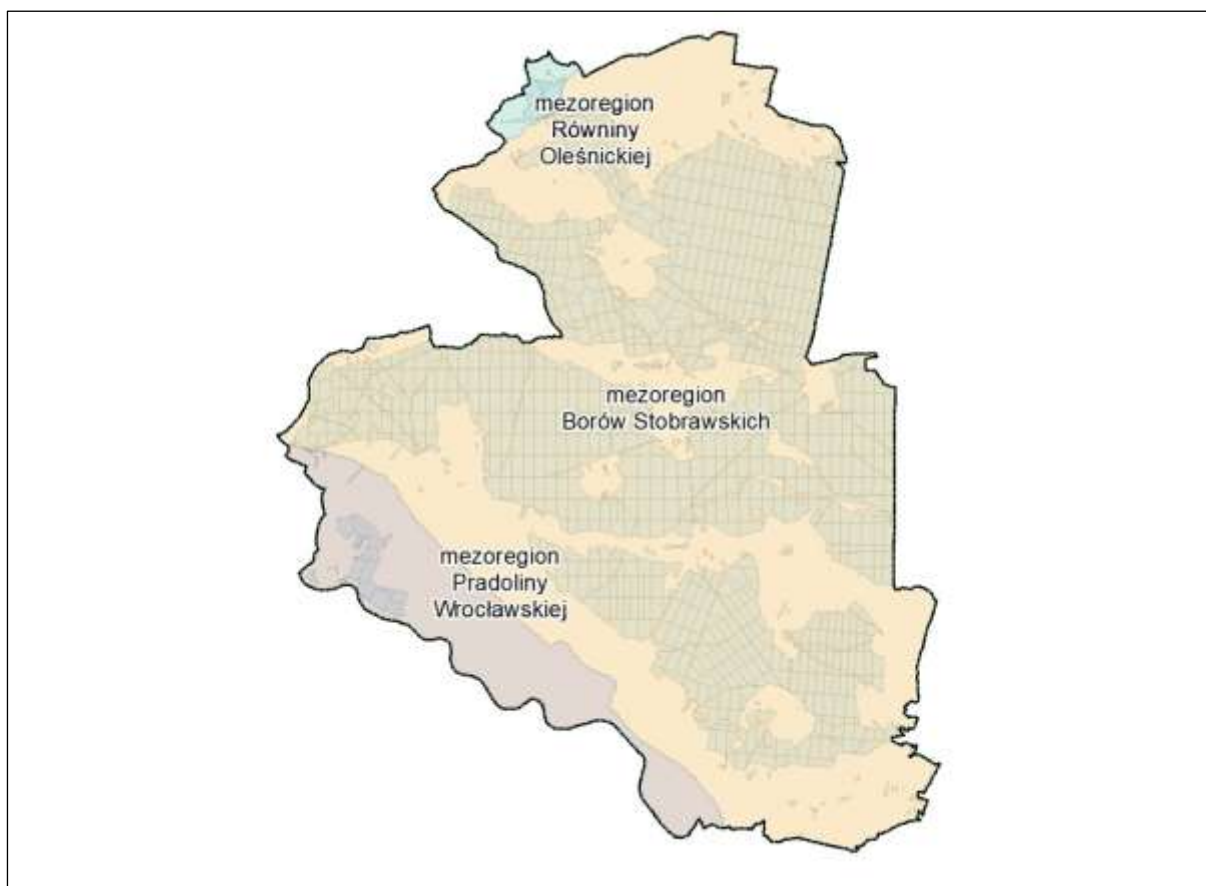 mezoregion
Równiny
Oleśnickiej
mezoregion
Borów Stobrawskich
mezoregion
Pradoliny
Wrocławskiej